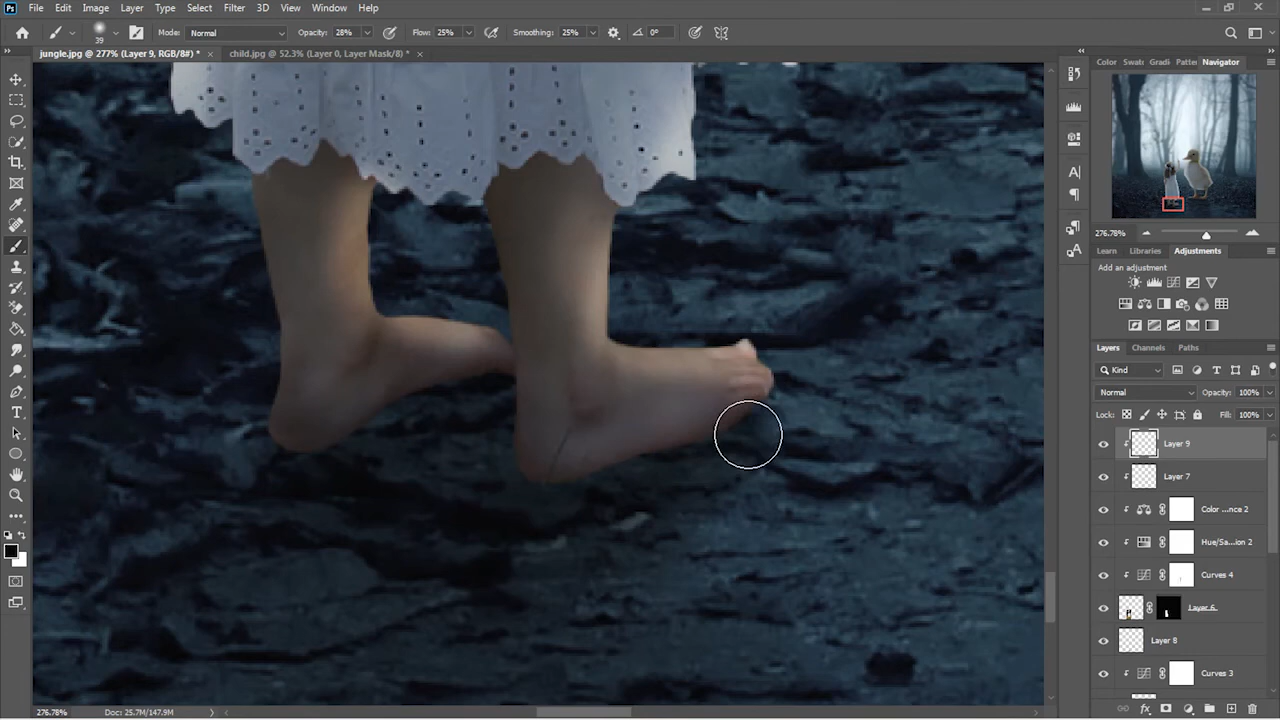 Ps File Edit Image Layer Type Select Filter 3D View Window Help
39 Mode: Normal Opacity: 28% Flow: 25% Smoothing: 25% 0°
jungle.jpg @ 277% (Layer 9, RGB/8#) * × child.jpg @ 52.3% (Layer 0, Layer Mask/8) * ×
Color Swatc Gradi Patter Navigator
276.78%
Learn Libraries Adjustments
Add an adjustment
Layers Channels Paths
Kind
Normal Opacity: 100%
Lock: Fill: 100%
Layer 9
Layer 7
Color ...nce 2
Hue/Sa...ion 2
Curves 4
Layer 6
Layer 8
Curves 3
276.78% Doc: 25.7M/147.9M